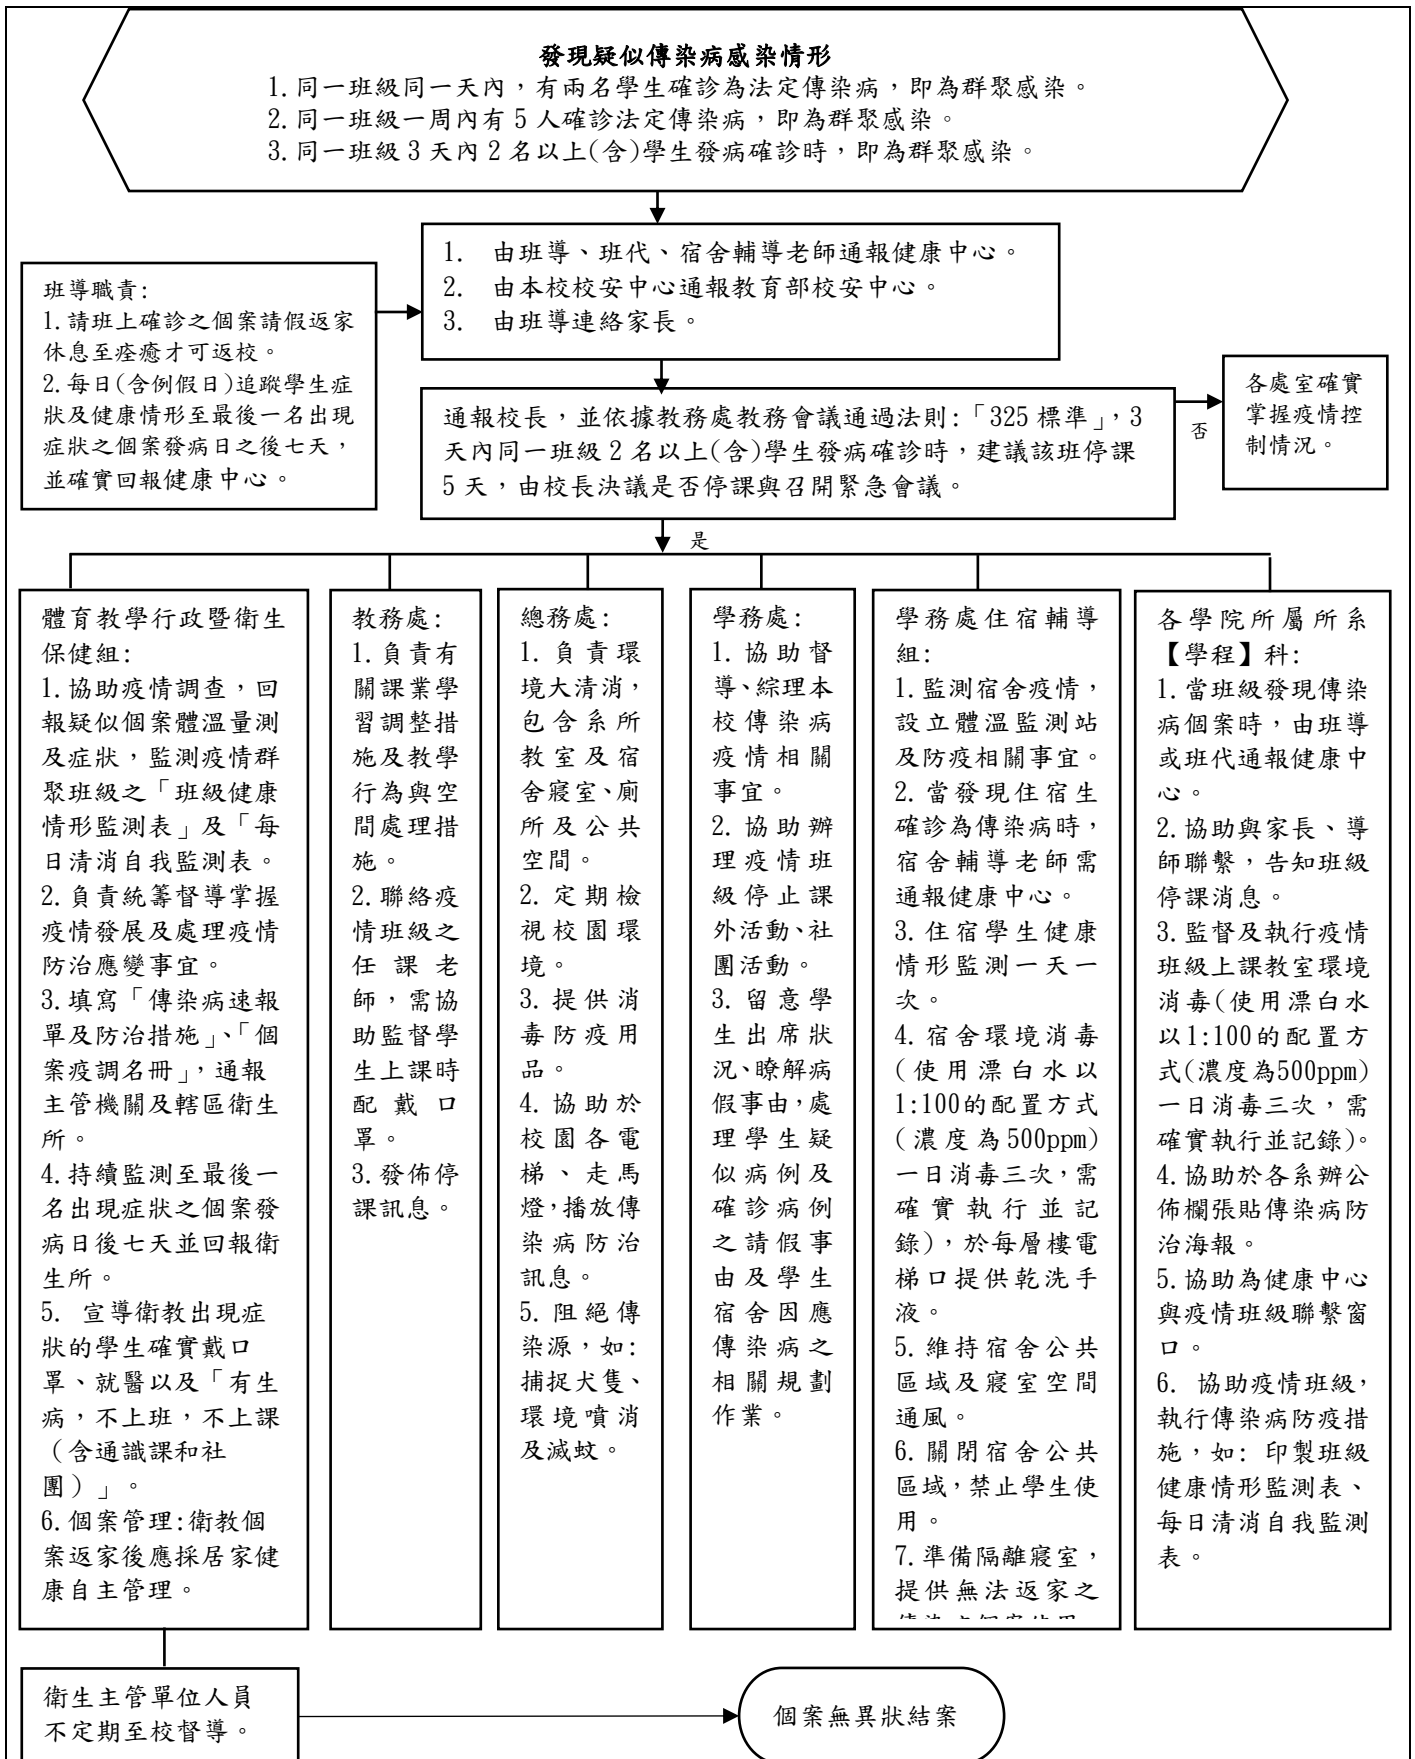 發現疑似傳染病感染情形
1.同一班級同一天內，有兩名學生確診為法定傳染病，即為群聚感染。
2.同一班級一周內有 5 人確診法定傳染病，即為群聚感染。
3.同一班級 3 天內 2 名以上(含)學生發病確診時，即為群聚感染。
1. 由班導、班代、宿舍輔導老師通報健康中心。
2. 由本校校安中心通報教育部校安中心。
3. 由班導連絡家長。
班導職責:
1.請班上確診之個案請假返家
休息至痊癒才可返校。
2.每日(含例假日)追蹤學生症
狀及健康情形至最後一名出現
症狀之個案發病日之後七天，
並確實回報健康中心。
通報校長，並依據教務處教務會議通過法則:「325 標準」，3
天內同一班級 2 名以上(含)學生發病確診時，建議該班停課
5 天，由校長決議是否停課與召開緊急會議。
否
各處室確實
掌握疫情控
制情況。
是
體育教學行政暨衛生
保健組:
1.協助疫情調查，回
報疑似個案體溫量測
及症狀，監測疫情群
聚班級之「班級健康
情形監測表」及「每
日清消自我監測表。
2.負責統籌督導掌握
疫情發展及處理疫情
防治應變事宜。
3.填寫「傳染病速報
單及防治措施」、「個
案疫調名冊」，通報
主管機關及轄區衛生
所。
4.持續監測至最後一
名出現症狀之個案發
病日後七天並回報衛
生所。
5. 宣導衛教出現症
狀的學生確實戴口
罩、就醫以及「有生
病，不上班，不上課
（含通識課和社
團）」。
6.個案管理:衛教個
案返家後應採居家健
康自主管理。
教務處:
1.負責有
關課業學
習調整措
施及教學
行為與空
間處理措
施。
2.聯絡疫
情班級之
任課老
師，需協
助監督學
生上課時
配戴口
罩。
3.發佈停
課訊息。
總務處:
1.負責環
境大清消，
包含系所
教室及宿
舍寢室、廁
所及公共
空間。
2.定期檢
視校園環
境。
3.提供消
毒防疫用
品。
4.協助於
校園各電
梯、走馬
燈，播放傳
染病防治
訊息。
5.阻絕傳
染源，如:
捕捉犬隻、
環境噴消
及滅蚊。
學務處:
1.協助督
導、綜理本
校傳染病
疫情相關
事宜。
2.協助辦
理疫情班
級停止課
外活動、社
團活動。
3.留意學
生出席狀
況、瞭解病
假事由，處
理學生疑
似病例及
確診病例
之請假事
由及學生
宿舍因應
傳染病之
相關規劃
作業。
學務處住宿輔導
組:
1.監測宿舍疫情，
設立體溫監測站
及防疫相關事宜。
2.當發現住宿生
確診為傳染病時，
宿舍輔導老師需
通報健康中心。
3.住宿學生健康
情形監測一天一
次。
4.宿舍環境消毒
(使用漂白水以
1:100的配置方式
(濃度為500ppm)
一日消毒三次，需
確實執行並記
錄)，於每層樓電
梯口提供乾洗手
液。
5.維持宿舍公共
區域及寢室空間
通風。
6.關閉宿舍公共
區域，禁止學生使
用。
7.準備隔離寢室，
提供無法返家之
各學院所屬所系
【學程】科:
1.當班級發現傳染
病個案時，由班導
或班代通報健康中
心。
2.協助與家長、導
師聯繫，告知班級
停課消息。
3.監督及執行疫情
班級上課教室環境
消毒(使用漂白水
以1:100的配置方
式(濃度為500ppm)
一日消毒三次，需
確實執行並記錄)。
4.協助於各系辦公
佈欄張貼傳染病防
治海報。
5.協助為健康中心
與疫情班級聯繫窗
口。
6. 協助疫情班級，
執行傳染病防疫措
施，如: 印製班級
健康情形監測表、
每日清消自我監測
表。
衛生主管單位人員
不定期至校督導。
個案無異狀結案